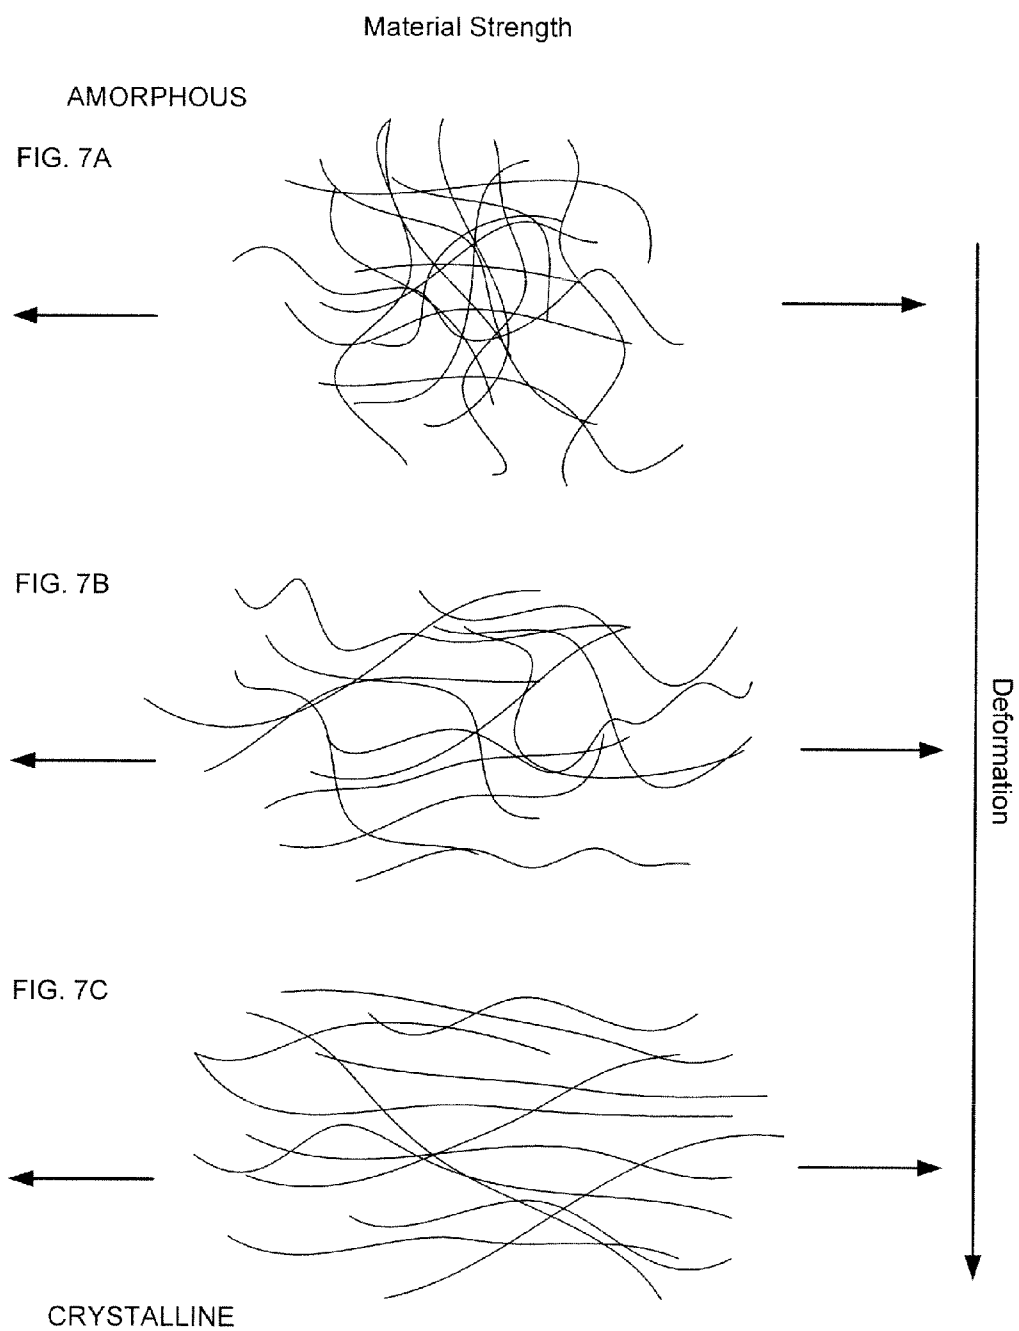 Material Strength
AMORPHOUS
FIG. 7A
FIG. 7B
Deformation
FIG. 7C
CRYSTALLINE